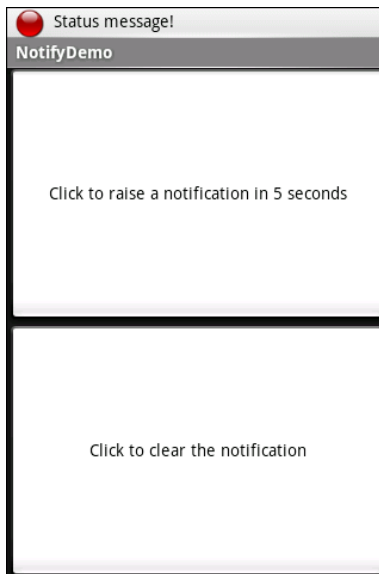 Status message!
NotifyDemo
Click to raise a notification in 5 seconds
Click to clear the notification